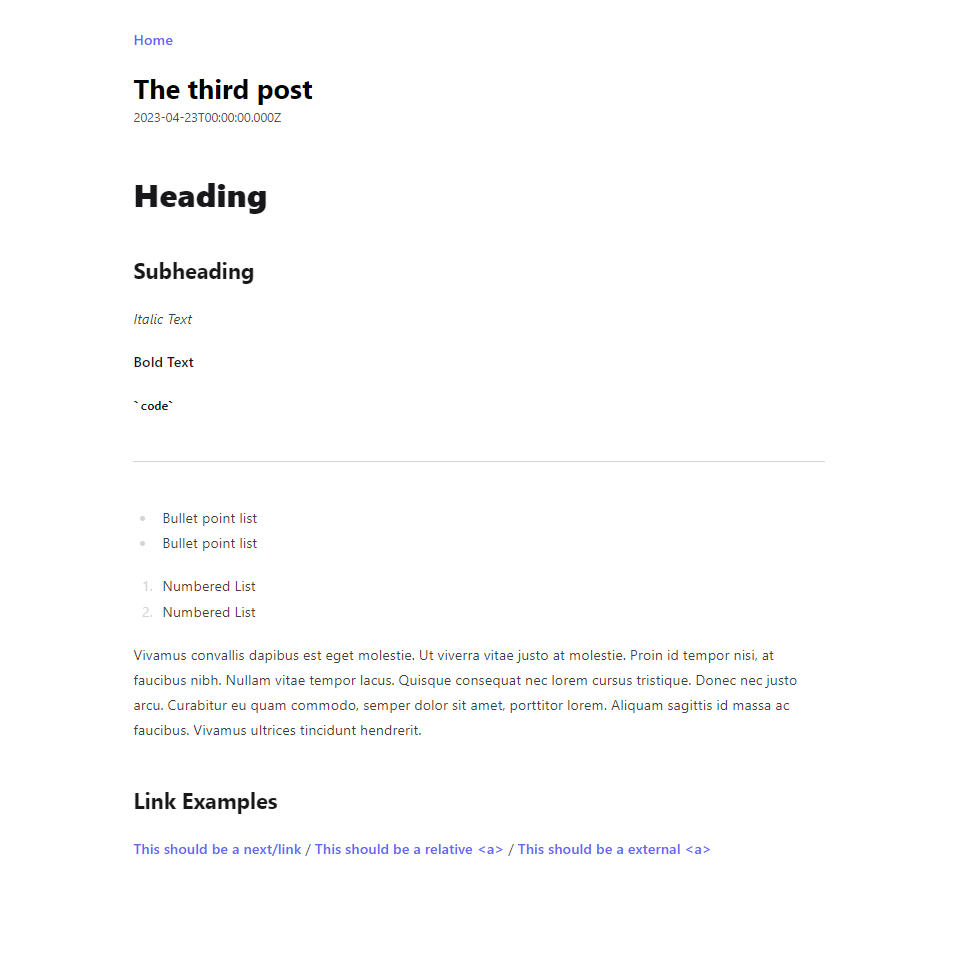 Home
The third post
2023-04-23T00:00:00.000Z
Heading
Subheading
Italic Text
Bold Text
`code`
• Bullet point list
• Bullet point list
1. Numbered List
2. Numbered List
Vivamus convallis dapibus est eget molestie. Ut viverra vitae justo at molestie. Proin id tempor nisi, at
faucibus nibh. Nullam vitae tempor lacus. Quisque consequat nec lorem cursus tristique. Donec nec justo
arcu. Curabitur eu quam commodo, semper dolor sit amet, porttitor lorem. Aliquam sagittis id massa ac
faucibus. Vivamus ultrices tincidunt hendrerit.
Link Examples
This should be a next/link / This should be a relative <a> / This should be a external <a>